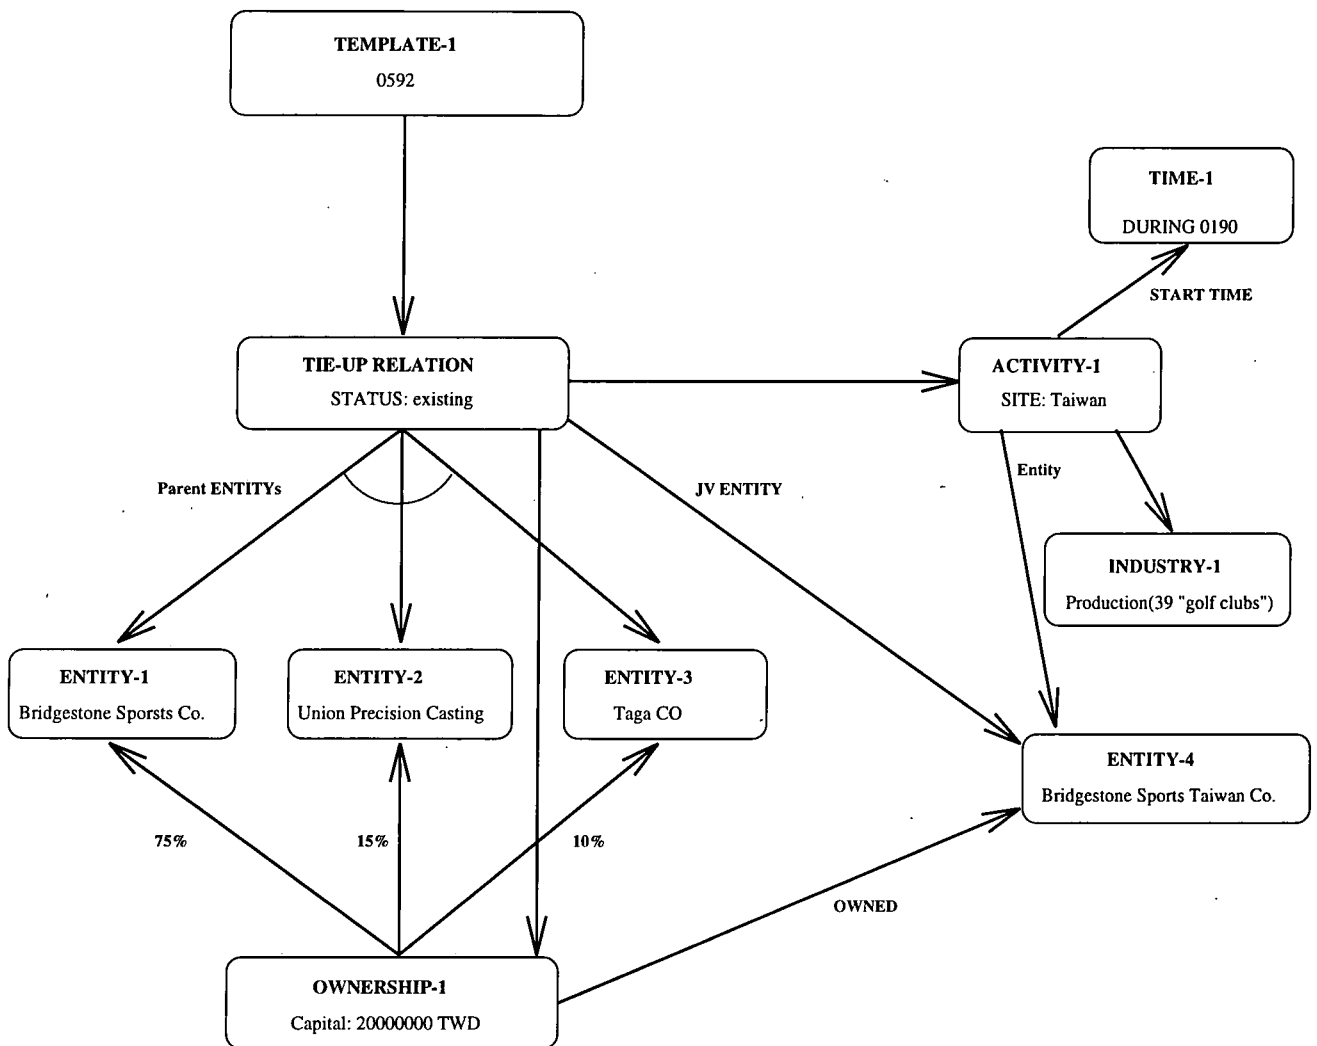 TEMPLATE-1
0592
TIME-1
DURING 0190
START TIME
TIE-UP RELATION
STATUS: existing
ACTIVITY-1
SITE: Taiwan
Parent ENTITYs
JV ENTITY
Entity
INDUSTRY-1
Production(39 "golf clubs")
ENTITY-1
Bridgestone Sporsts Co.
ENTITY-2
Union Precision Casting
ENTITY-3
Taga CO
ENTITY-4
Bridgestone Sports Taiwan Co.
75%
15%
10%
OWNED
OWNERSHIP-1
Capital: 20000000 TWD